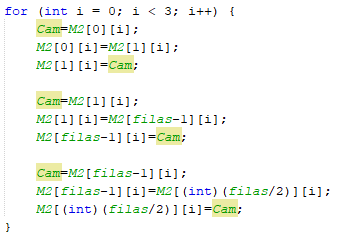 for (int i = 0; i < 3; i++) {
Cam=M2[0][i];
M2[0][i]=M2[1][i];
M2[1][i]=Cam;
Cam=M2[1][i];
M2[1][i]=M2[filas-1][i];
M2[filas-1][i]=Cam;
Cam=M2[filas-1][i];
M2[filas-1][i]=M2[(int)(filas/2)][i];
M2[(int)(filas/2)][i]=Cam;
}